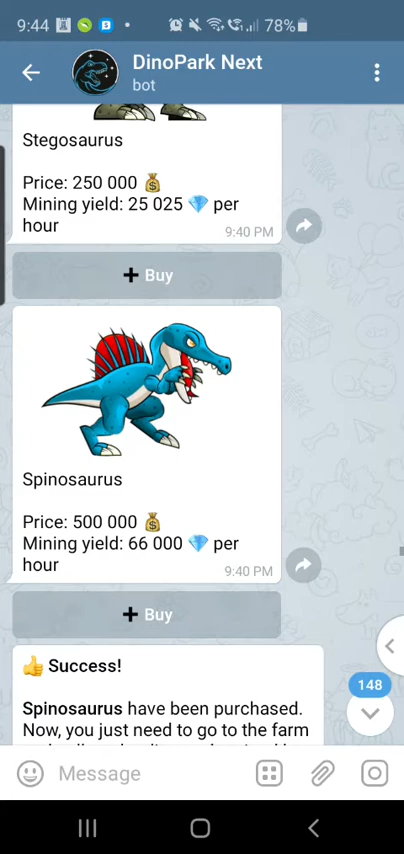 9:44
78%
DinoPark Next
bot
Stegosaurus
Price: 250 000 💰
Mining yield: 25 025 💎 per
hour
9:40 PM
+ Buy
Spinosaurus
Price: 500 000 💰
Mining yield: 66 000 💎 per
hour
9:40 PM
+ Buy
👍 Success!
148
Spinosaurus have been purchased.
Now, you just need to go to the farm
Message